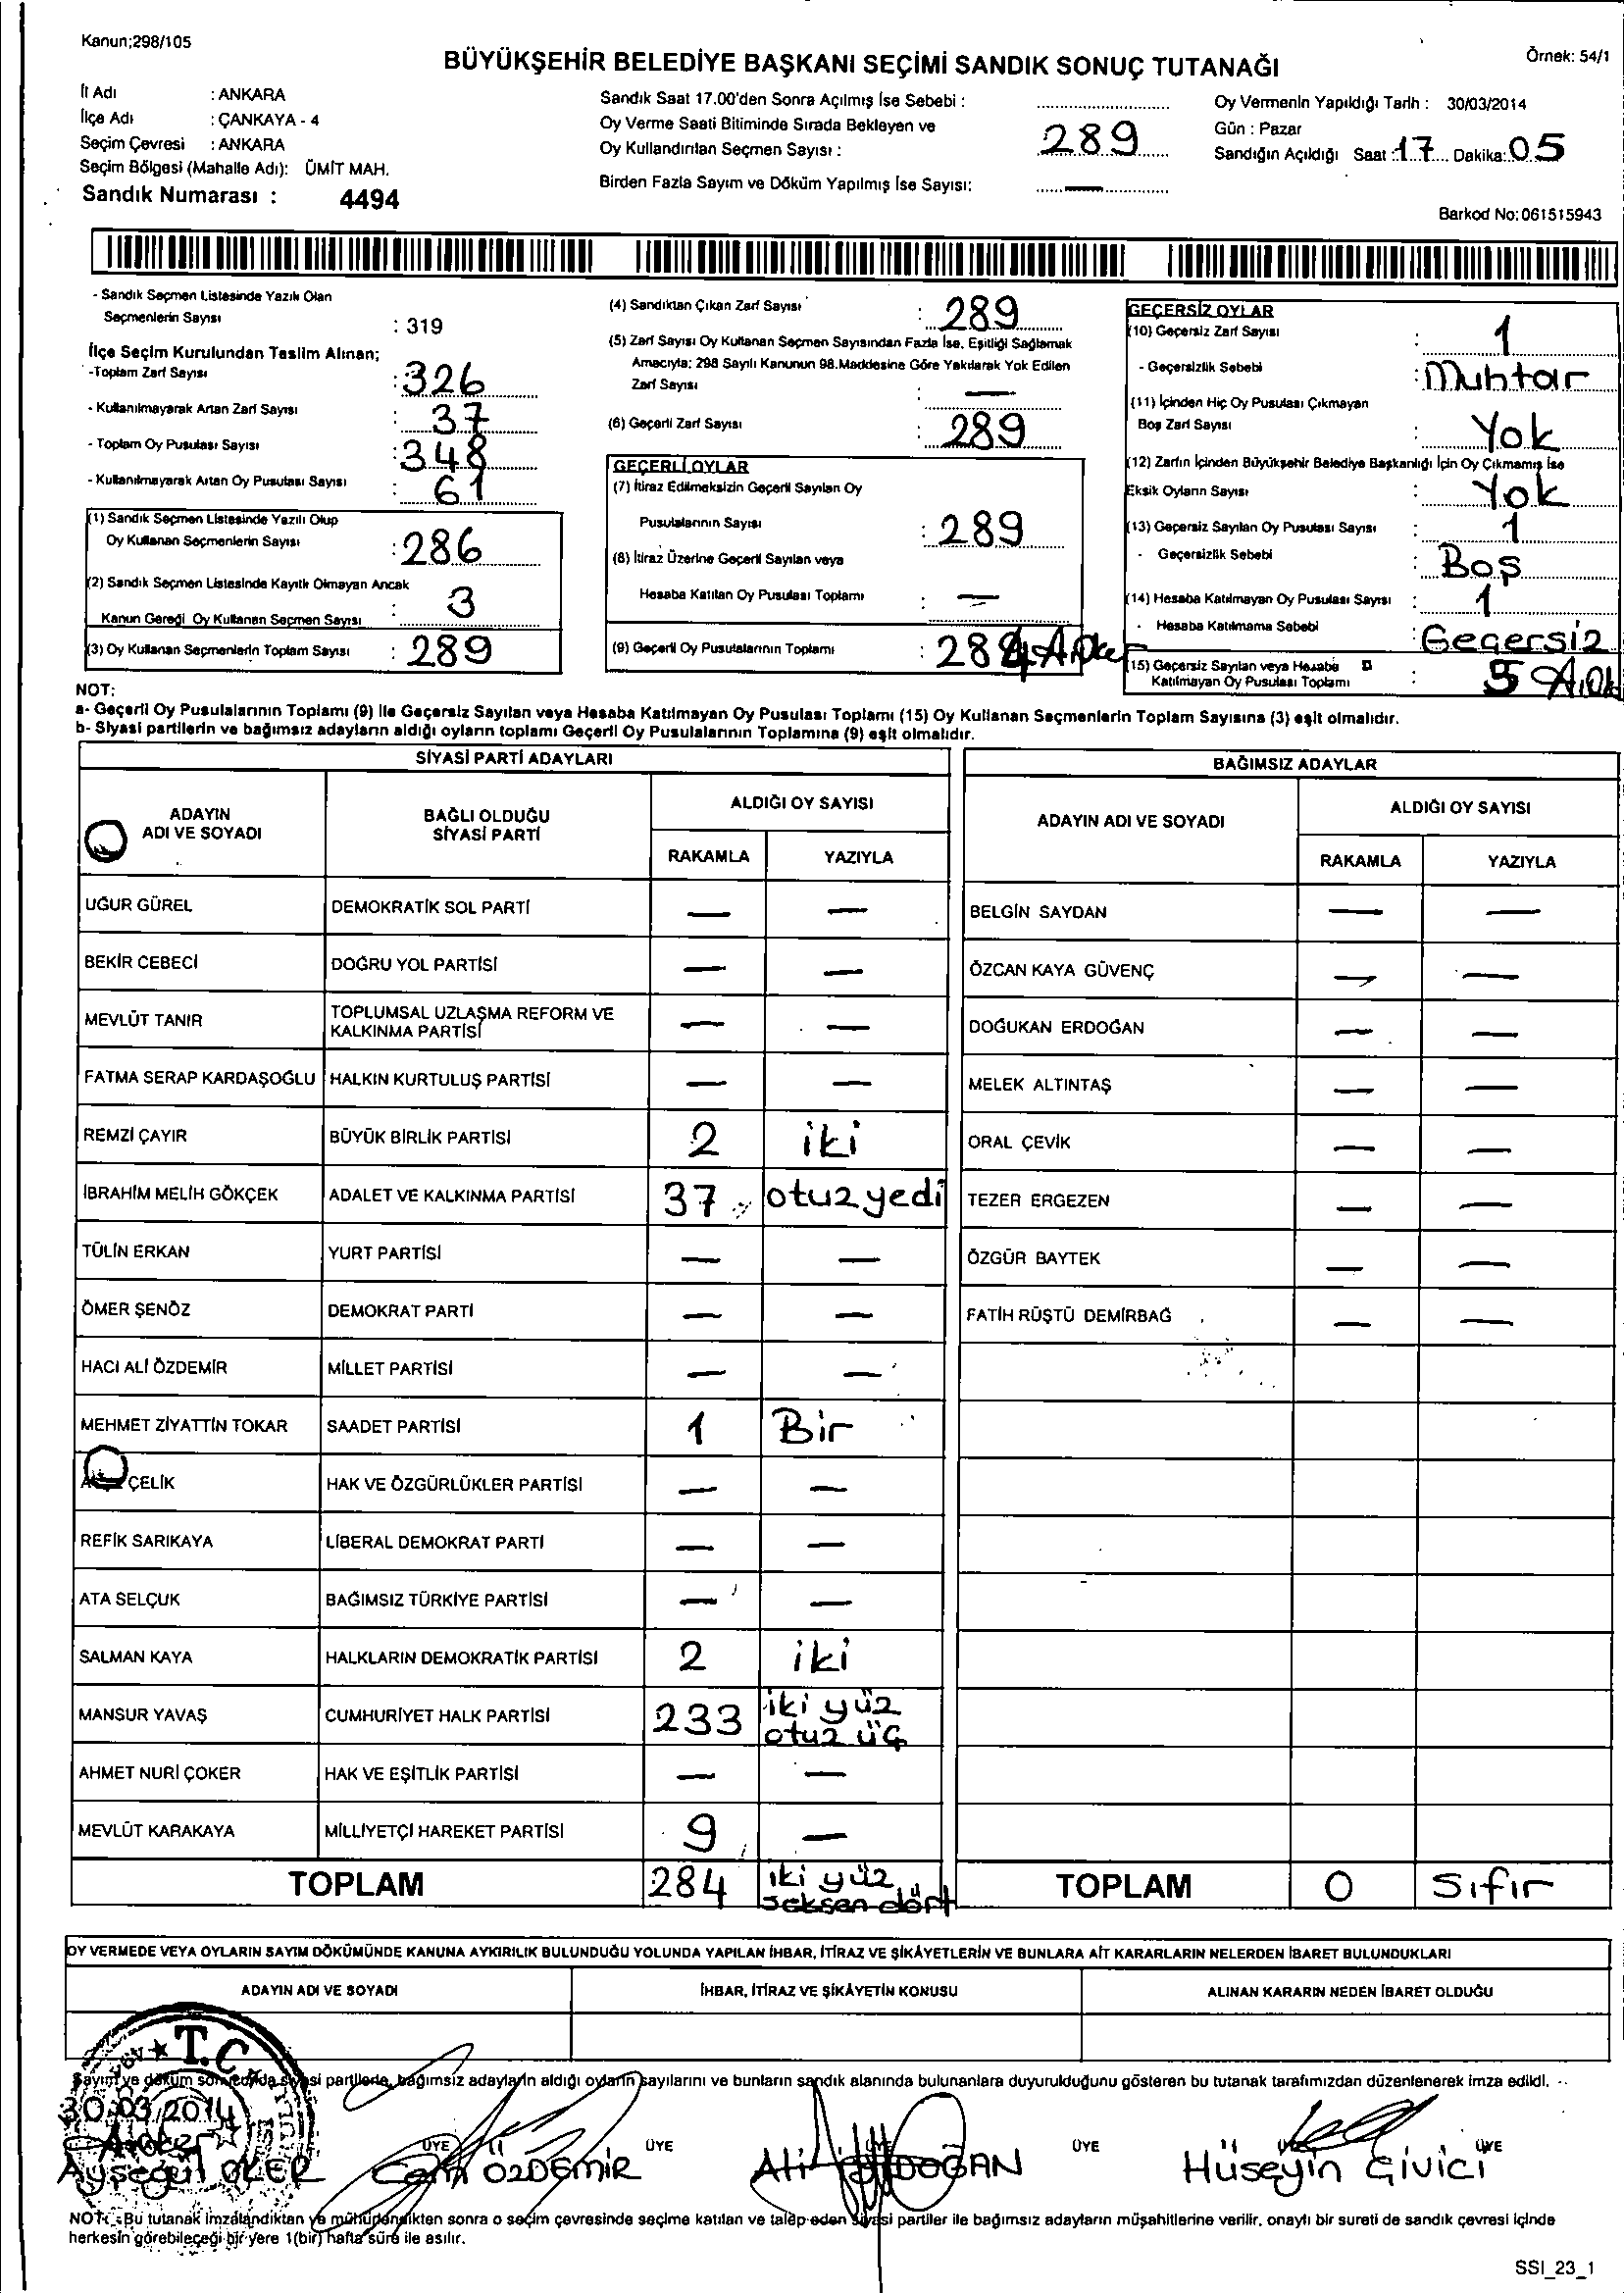 Kanun;298/105
BÜYÜKŞEHİR BELEDİYE BAŞKANI SEÇİMİ SANDIK SONUÇ TUTANAĞI
Örnek: 54/1
İl Adı : ANKARA
İlçe Adı : ÇANKAYA - 4
Seçim Çevresi : ANKARA
Seçim Bölgesi (Mahalle Adı): ÜMİT MAH.
Sandık Numarası : 4494
Sandık Saat 17.00'den Sonra Açılmış İse Sebebi :
Oy Verme Saati Bitiminde Sırada Bekleyen ve
Oy Kullandırılan Seçmen Sayısı : 289
Birden Fazla Sayım ve Döküm Yapılmış İse Sayısı: —
Oy Vermenin Yapıldığı Tarih : 30/03/2014
Gün : Pazar
Sandığın Açıldığı Saat : 17 Dakika: 05
Barkod No: 061515943
- Sandık Seçmen Listesinde Yazılı Olan
Seçmenlerin Sayısı : 319
İlçe Seçim Kurulundan Teslim Alınan;
-Toplam Zarf Sayısı : 326
- Kullanılmayarak Artan Zarf Sayısı : 37
- Toplam Oy Pusulası Sayısı : 348
- Kullanılmayarak Artan Oy Pusulası Sayısı : 61
(1) Sandık Seçmen Listesinde Yazılı Olup
Oy Kullanan Seçmenlerin Sayısı : 286
(2) Sandık Seçmen Listesinde Kayıtlı Olmayan Ancak
Kanun Gereği Oy Kullanan Seçmen Sayısı : 3
(3) Oy Kullanan Seçmenlerin Toplam Sayısı : 289
(4) Sandıktan Çıkan Zarf Sayısı : 289
(5) Zarf Sayısı Oy Kullanan Seçmen Sayısından Fazla İse, Eşitliği Sağlamak
Amacıyla; 298 Sayılı Kanunun 98.Maddesine Göre Yakılarak Yok Edilen
Zarf Sayısı : —
(6) Geçerli Zarf Sayısı : 289
GEÇERLİ OYLAR
(7) İtiraz Edilmeksizin Geçerli Sayılan Oy
Pusulalarının Sayısı : 289
(8) İtiraz Üzerine Geçerli Sayılan veya
Hesaba Katılan Oy Pusulası Toplamı : —
(9) Geçerli Oy Pusulalarının Toplamı : 284
GEÇERSİZ OYLAR
(10) Geçersiz Zarf Sayısı : 1
- Geçersizlik Sebebi : Muhtar
(11) İçinden Hiç Oy Pusulası Çıkmayan
Boş Zarf Sayısı : Yok
(12) Zarfın İçinden Büyükşehir Belediye Başkanlığı İçin Oy Çıkmamış İse
Eksik Oyların Sayısı : Yok
(13) Geçersiz Sayılan Oy Pusulası Sayısı : 1
- Geçersizlik Sebebi : Boş
(14) Hesaba Katılmayan Oy Pusulası Sayısı : 1
- Hesaba Katılmama Sebebi : Geçersiz
(15) Geçersiz Sayılan veya Hesaba
Katılmayan Oy Pusulası Toplamı : 5
NOT:
a- Geçerli Oy Pusulalarının Toplamı (9) İle Geçersiz Sayılan veya Hesaba Katılmayan Oy Pusulası Toplamı (15) Oy Kullanan Seçmenlerin Toplam Sayısına (3) eşit olmalıdır.
b- Siyasi partilerin ve bağımsız adayların aldığı oyların toplamı Geçerli Oy Pusulalarının Toplamına (9) eşit olmalıdır.
SİYASİ PARTİ ADAYLARI
ADAYIN ADI VE SOYADI BAĞLI OLDUĞU SİYASİ PARTİ ALDIĞI OY SAYISI
RAKAMLA YAZIYLA
UĞUR GÜREL DEMOKRATİK SOL PARTİ — —
BEKİR CEBECİ DOĞRU YOL PARTİSİ — —
MEVLÜT TANIR TOPLUMSAL UZLAŞMA REFORM VE KALKINMA PARTİSİ — —
FATMA SERAP KARDAŞOĞLU HALKIN KURTULUŞ PARTİSİ — —
REMZİ ÇAYIR BÜYÜK BİRLİK PARTİSİ 2 iki
İBRAHİM MELİH GÖKÇEK ADALET VE KALKINMA PARTİSİ 37 otuz yedi
TÜLİN ERKAN YURT PARTİSİ — —
ÖMER ŞENÖZ DEMOKRAT PARTİ — —
HACI ALİ ÖZDEMİR MİLLET PARTİSİ — —
MEHMET ZİYATTİN TOKAR SAADET PARTİSİ 1 Bir
ÇELİK HAK VE ÖZGÜRLÜKLER PARTİSİ — —
REFİK SARIKAYA LİBERAL DEMOKRAT PARTİ — —
ATA SELÇUK BAĞIMSIZ TÜRKİYE PARTİSİ — —
SALMAN KAYA HALKLARIN DEMOKRATİK PARTİSİ 2 iki
MANSUR YAVAŞ CUMHURİYET HALK PARTİSİ 233 iki yüz otuz üç
AHMET NURİ ÇOKER HAK VE EŞİTLİK PARTİSİ — —
MEVLÜT KARAKAYA MİLLİYETÇİ HAREKET PARTİSİ 9 —
TOPLAM 284 iki yüz seksen dört
BAĞIMSIZ ADAYLAR
ADAYIN ADI VE SOYADI ALDIĞI OY SAYISI
RAKAMLA YAZIYLA
BELGİN SAYDAN — —
ÖZCAN KAYA GÜVENÇ — —
DOĞUKAN ERDOĞAN — —
MELEK ALTINTAŞ — —
ORAL ÇEVİK — —
TEZER ERGEZEN — —
ÖZGÜR BAYTEK — —
FATİH RÜŞTÜ DEMİRBAĞ — —
TOPLAM 0 Sıfır
OY VERMEDE VEYA OYLARIN SAYIM DÖKÜMÜNDE KANUNA AYKIRILIK BULUNDUĞU YOLUNDA YAPILAN İHBAR, İTİRAZ VE ŞİKÂYETLERİN VE BUNLARA AİT KARARLARIN NELERDEN İBARET BULUNDUKLARI
ADAYIN ADI VE SOYADI İHBAR, İTİRAZ VE ŞİKÂYETİN KONUSU ALINAN KARARIN NEDEN İBARET OLDUĞU
T.C.
Sayım ve döküm sonucunda siyasi partilerle, bağımsız adayların aldığı oyların sayılarını ve bunların sandık alanında bulunanlara duyurulduğunu gösteren bu tutanak tarafımızdan düzenlenerek imza edildi.
30.03.2014
ÜYE ÜYE ÜYE ÜYE
Ayşegül Cem ÖZDEMİR Ali Hüseyin Givici
NOT: Bu tutanak imzalandıktan ve mühürlendikten sonra o seçim çevresinde seçime katılan ve talep eden siyasi partiler ile bağımsız adayların müşahitlerine verilir, onaylı bir sureti de sandık çevresi içinde
herkesin görebileceği bir yere 1(bir) hafta süre ile asılır.
SSI_23_1